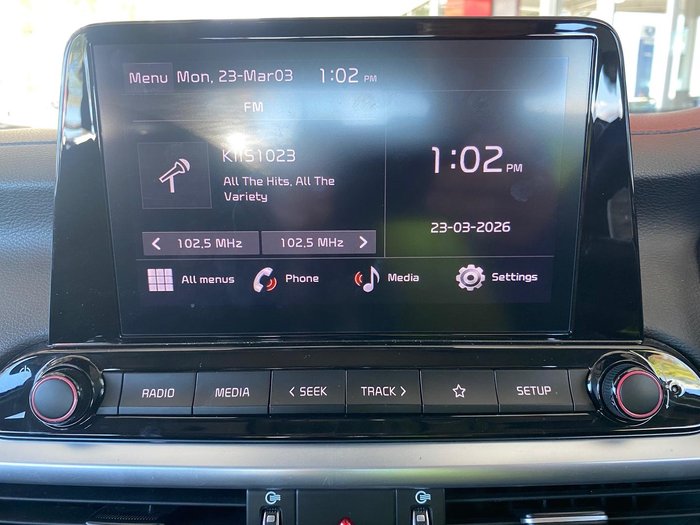 Menu Mon, 23-Mar03 1:02 PM
FM
KIIS1023
All The Hits, All The
Variety
1:02 PM
23-03-2026
< 102.5 MHz 102.5 MHz >
All menus Phone Media Settings
RADIO MEDIA < SEEK TRACK > SETUP